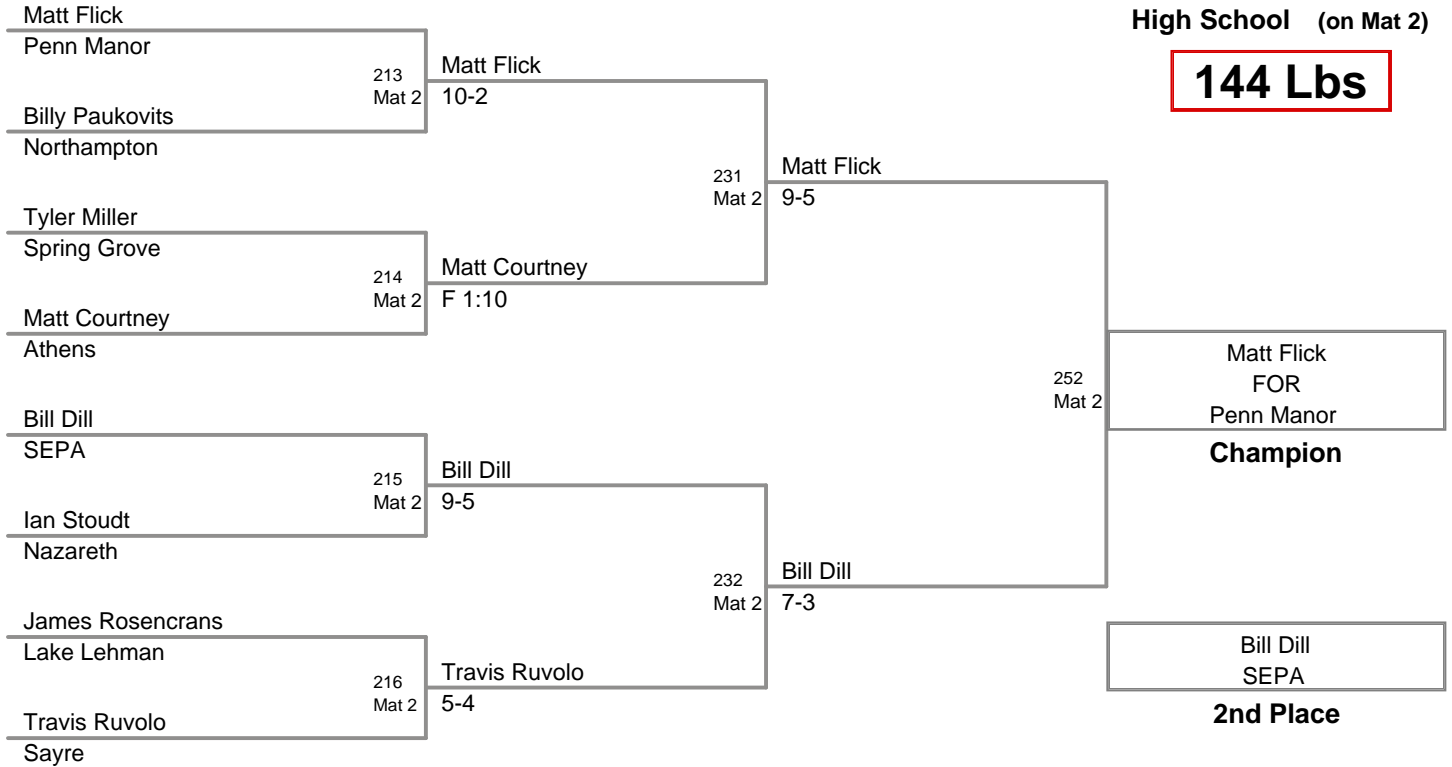 High School (on Mat 2)
144 Lbs
Matt Flick
Penn Manor
213
Mat 2
Billy Paukovits
Northampton
Matt Flick
10-2
Tyler Miller
Spring Grove
214
Mat 2
Matt Courtney
Athens
Matt Courtney
F 1:10
231
Mat 2
Matt Flick
9-5
Bill Dill
SEPA
215
Mat 2
Ian Stoudt
Nazareth
Bill Dill
9-5
James Rosencrans
Lake Lehman
216
Mat 2
Travis Ruvolo
Sayre
Travis Ruvolo
5-4
232
Mat 2
Bill Dill
7-3
252
Mat 2
Matt Flick
FOR
Penn Manor
Champion
Bill Dill
SEPA
2nd Place